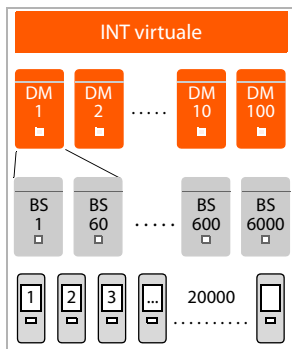 INT virtuale
DM 1 DM 2 ..... DM 10 DM 100
BS 1 BS 60 ..... BS 600 BS 6000
1 2 3 ... 20000 ..........